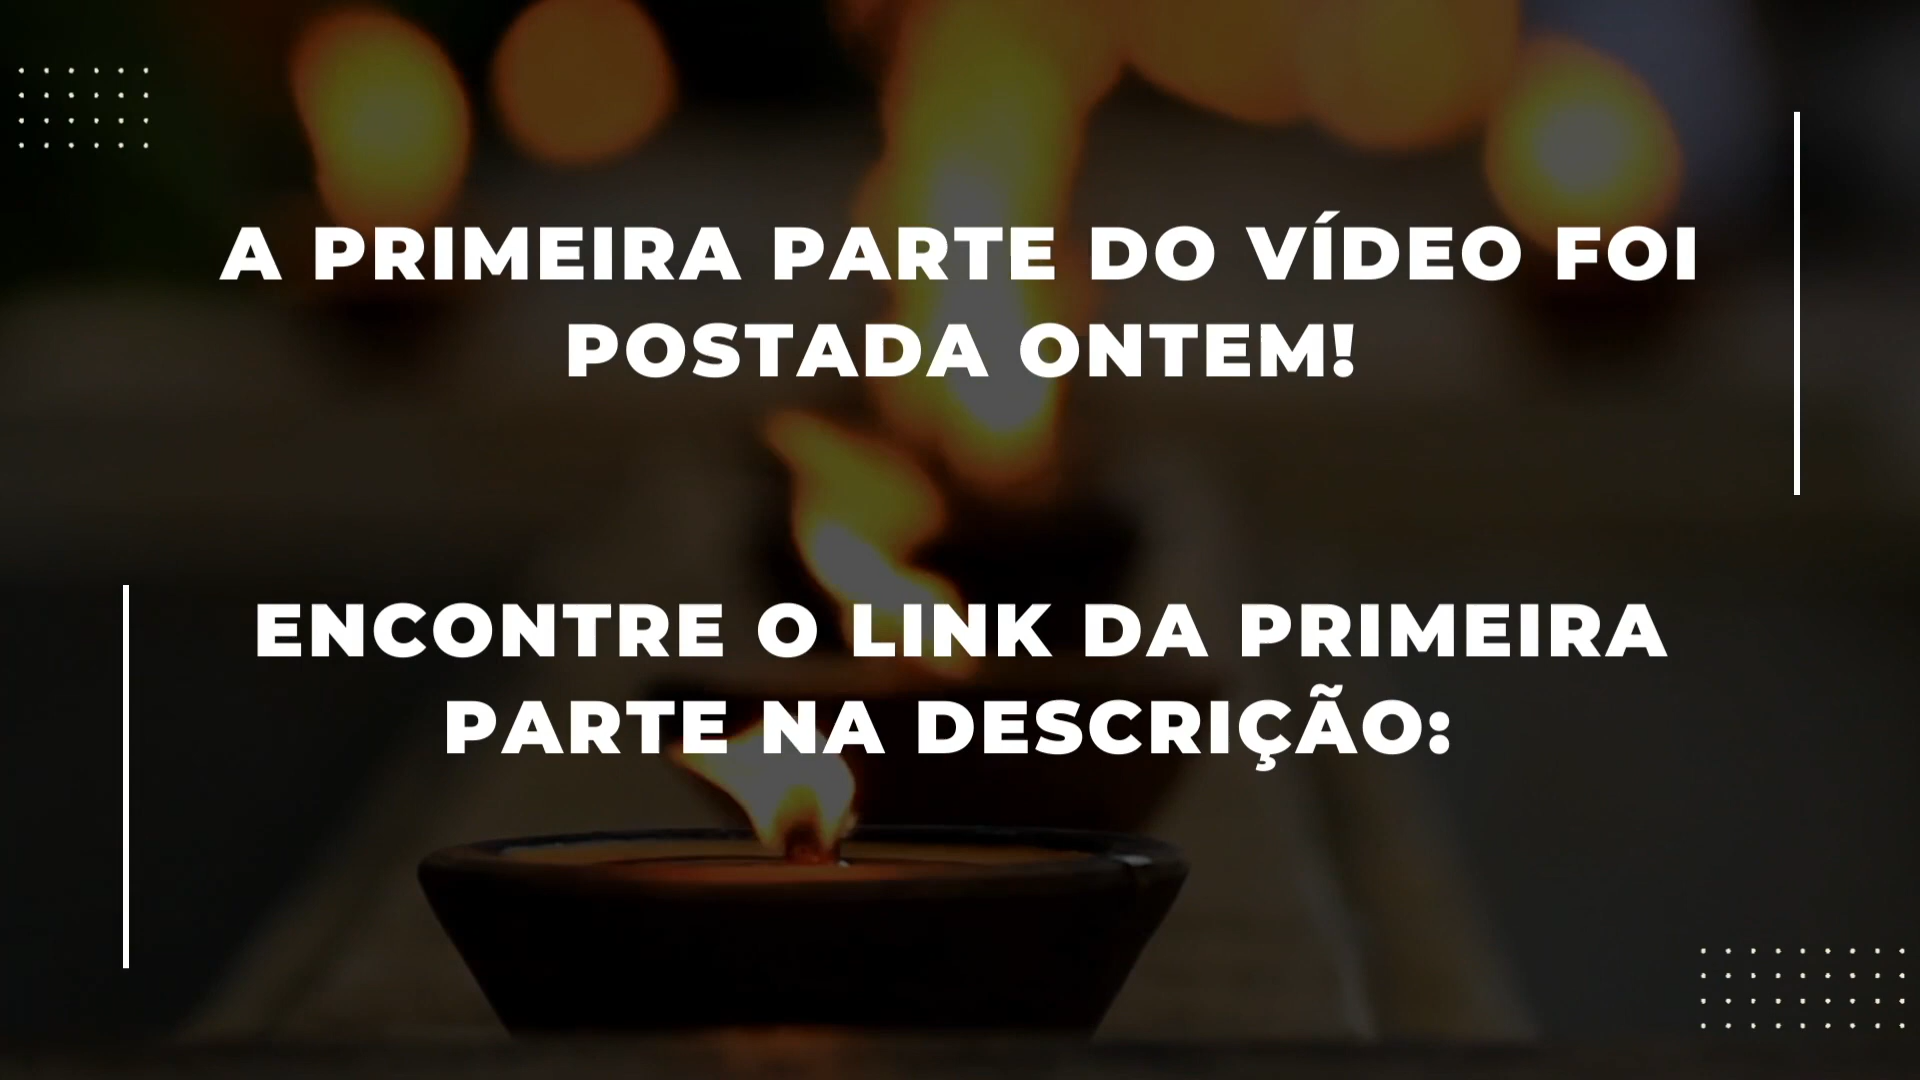 A PRIMEIRA PARTE DO VÍDEO FOI
POSTADA ONTEM!
ENCONTRE O LINK DA PRIMEIRA
PARTE NA DESCRIÇÃO: